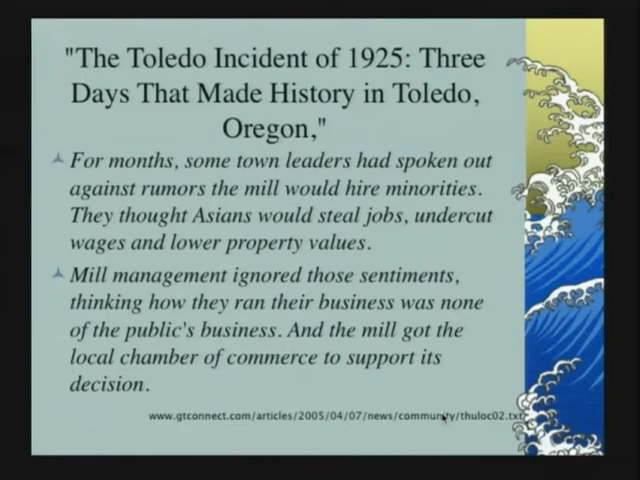 "The Toledo Incident of 1925: Three
Days That Made History in Toledo,
Oregon,"
For months, some town leaders had spoken out
against rumors the mill would hire minorities.
They thought Asians would steal jobs, undercut
wages and lower property values.
Mill management ignored those sentiments,
thinking how they ran their business was none
of the public's business. And the mill got the
local chamber of commerce to support its
decision.
www.gtconnect.com/articles/2005/04/07/news/community/thuloc02.txt